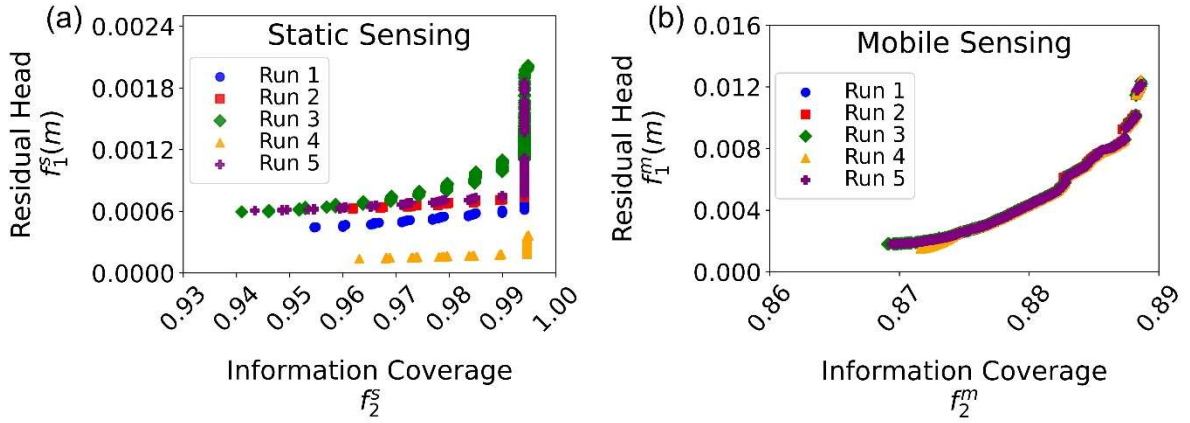 (a)
Static Sensing
Run 1
Run 2
Run 3
Run 4
Run 5
Residual Head
f₁ˢ(m)
0.0024
0.0018
0.0012
0.0006
0.0000
0.93
0.94
0.95
0.96
0.97
0.98
0.99
1.00
Information Coverage
f₂ˢ
(b)
Mobile Sensing
Run 1
Run 2
Run 3
Run 4
Run 5
Residual Head
f₁ᵐ(m)
0.016
0.012
0.008
0.004
0.000
0.86
0.87
0.88
0.89
Information Coverage
f₂ᵐ